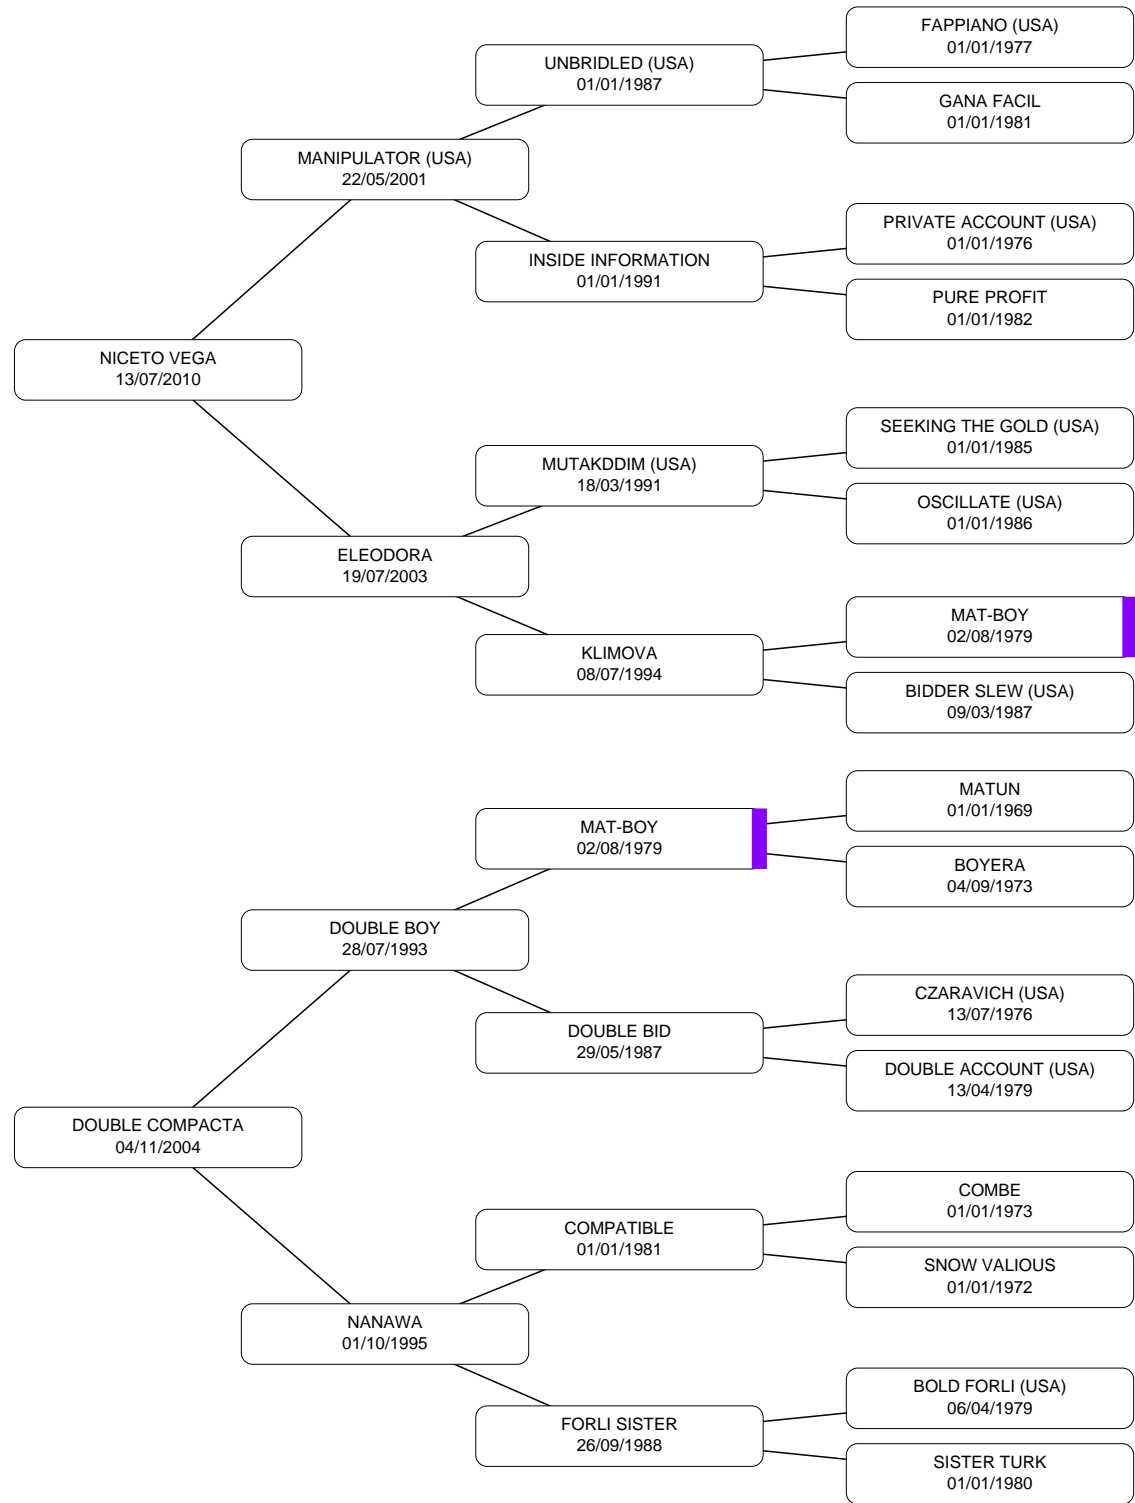 FAPPIANO (USA)
01/01/1977
UNBRIDLED (USA)
01/01/1987
GANA FACIL
01/01/1981
MANIPULATOR (USA)
22/05/2001
PRIVATE ACCOUNT (USA)
01/01/1976
INSIDE INFORMATION
01/01/1991
PURE PROFIT
01/01/1982
NICETO VEGA
13/07/2010
SEEKING THE GOLD (USA)
01/01/1985
MUTAKDDIM (USA)
18/03/1991
OSCILLATE (USA)
01/01/1986
ELEODORA
19/07/2003
MAT-BOY
02/08/1979
KLIMOVA
08/07/1994
BIDDER SLEW (USA)
09/03/1987
MATUN
01/01/1969
MAT-BOY
02/08/1979
BOYERA
04/09/1973
DOUBLE BOY
28/07/1993
CZARAVICH (USA)
13/07/1976
DOUBLE BID
29/05/1987
DOUBLE ACCOUNT (USA)
13/04/1979
DOUBLE COMPACTA
04/11/2004
COMBE
01/01/1973
COMPATIBLE
01/01/1981
SNOW VALIOUS
01/01/1972
NANAWA
01/10/1995
BOLD FORLI (USA)
06/04/1979
FORLI SISTER
26/09/1988
SISTER TURK
01/01/1980